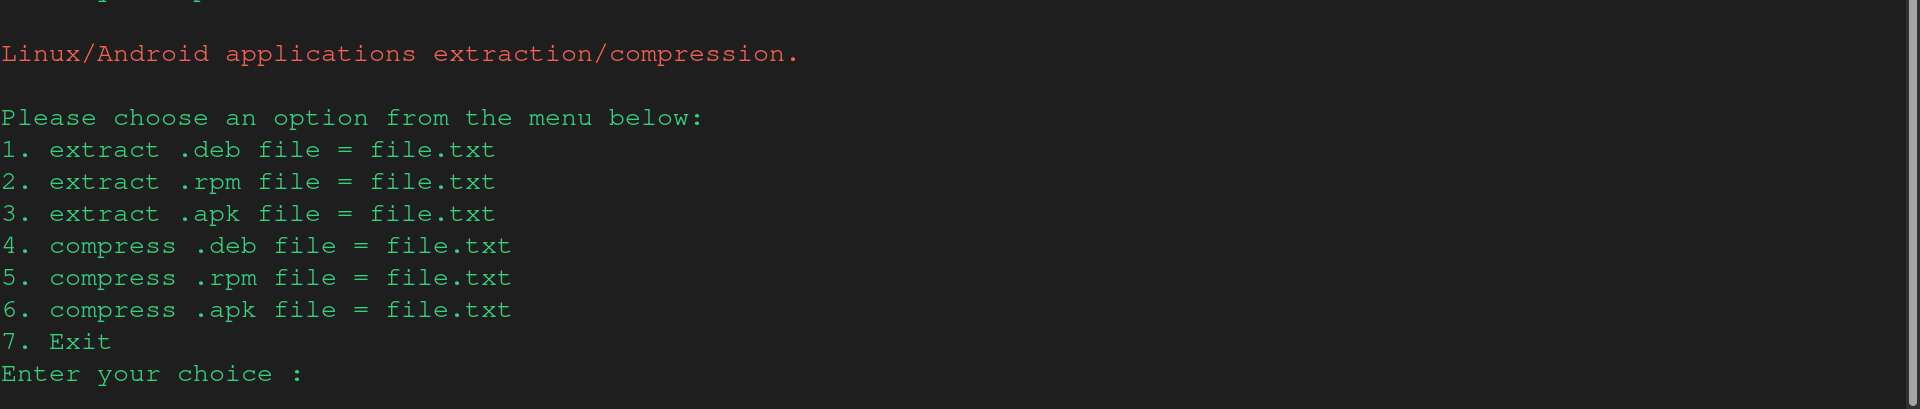 Linux/Android applications extraction/compression.
Please choose an option from the menu below:
1. extract .deb file = file.txt
2. extract .rpm file = file.txt
3. extract .apk file = file.txt
4. compress .deb file = file.txt
5. compress .rpm file = file.txt
6. compress .apk file = file.txt
7. Exit
Enter your choice :